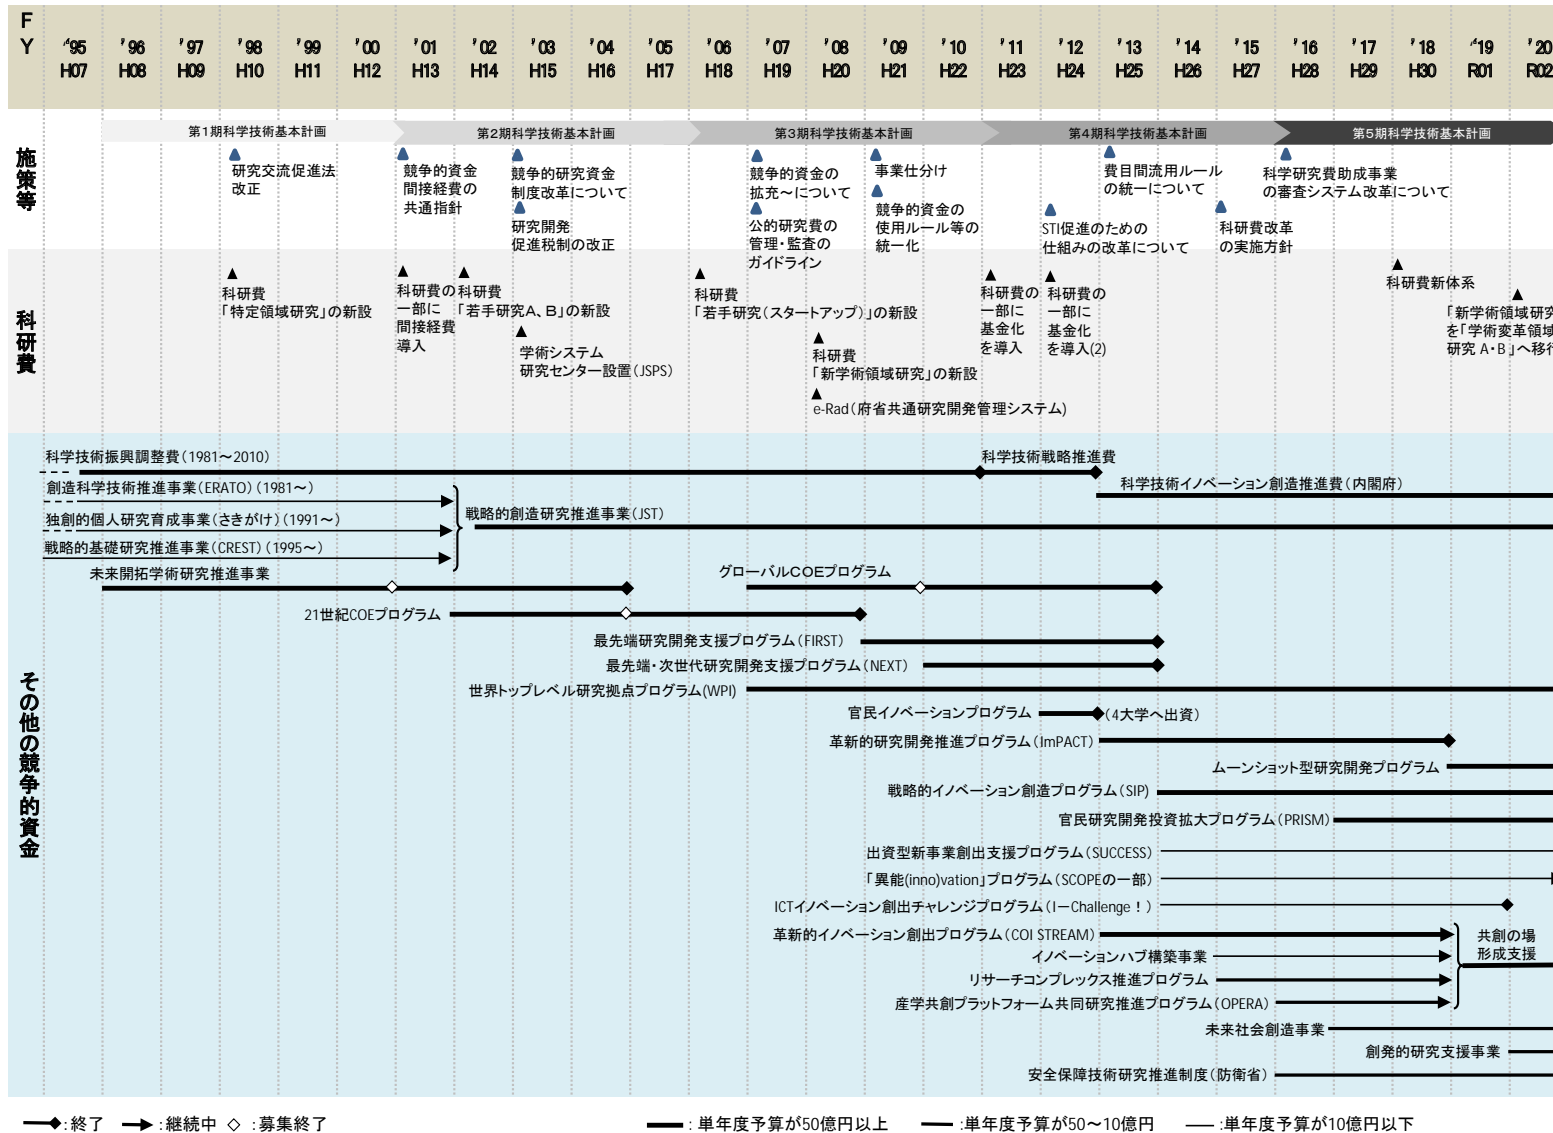 FY
'95 '96 '97 '98 '99 '00 '01 '02 '03 '04 '05 '06 '07 '08 '09 '10 '11 '12 '13 '14 '15 '16 '17 '18 '19 '20
H07 H08 H09 H10 H11 H12 H13 H14 H15 H16 H17 H18 H19 H20 H21 H22 H23 H24 H25 H26 H27 H28 H29 H30 R01 R02
第1期科学技術基本計画
第2期科学技術基本計画
第3期科学技術基本計画
第4期科学技術基本計画
第5期科学技術基本計画
施策等
研究交流促進法
改正
競争的資金
間接経費の
共通指針
競争的研究資金
制度改革について
研究開発
促進税制の改正
競争的資金の
拡充～について
公的研究費の
管理・監査の
ガイドライン
事業仕分け
競争的資金の
使用ルール等の
統一化
STI促進のための
仕組みの改革について
費目間流用ルール
の統一について
科研費改革
の実施方針
科学研究費助成事業
の審査システム改革について
科研費
科研費
「特定領域研究」の新設
科研費の
一部に
間接経費
導入
科研費
「若手研究A、B」の新設
学術システム
研究センター設置(JSPS)
科研費
「若手研究(スタートアップ)」の新設
科研費
「新学術領域研究」の新設
e-Rad(府省共通研究開発管理システム)
科研費の
一部に
基金化
を導入
科研費の
一部に
基金化
を導入(2)
科研費新体系
「新学術領域研究
を「学術変革領域
研究 A・B」へ移行
その他の競争的資金
科学技術振興調整費(1981～2010)
科学技術戦略推進費
科学技術イノベーション創造推進費(内閣府)
創造科学技術推進事業(ERATO)(1981～)
独創的個人研究育成事業(さきがけ)(1991～)
戦略的基礎研究推進事業(CREST)(1995～)
戦略的創造研究推進事業(JST)
未来開拓学術研究推進事業
グローバルCOEプログラム
21世紀COEプログラム
最先端研究開発支援プログラム(FIRST)
最先端・次世代研究開発支援プログラム(NEXT)
世界トップレベル研究拠点プログラム(WPI)
官民イノベーションプログラム
(4大学へ出資)
革新的研究開発推進プログラム(ImPACT)
ムーンショット型研究開発プログラム
戦略的イノベーション創造プログラム(SIP)
官民研究開発投資拡大プログラム(PRISM)
出資型新事業創出支援プログラム(SUCCESS)
「異能(inno)vation」プログラム(SCOPEの一部)
ICTイノベーション創出チャレンジプログラム(I－Challenge！)
革新的イノベーション創出プログラム(COI STREAM)
イノベーションハブ構築事業
リサーチコンプレックス推進プログラム
産学共創プラットフォーム共同研究推進プログラム(OPERA)
共創の場
形成支援
未来社会創造事業
創発的研究支援事業
安全保障技術研究推進制度(防衛省)
:終了 :継続中 :募集終了 :単年度予算が50億円以上 :単年度予算が50～10億円 :単年度予算が10億円以下